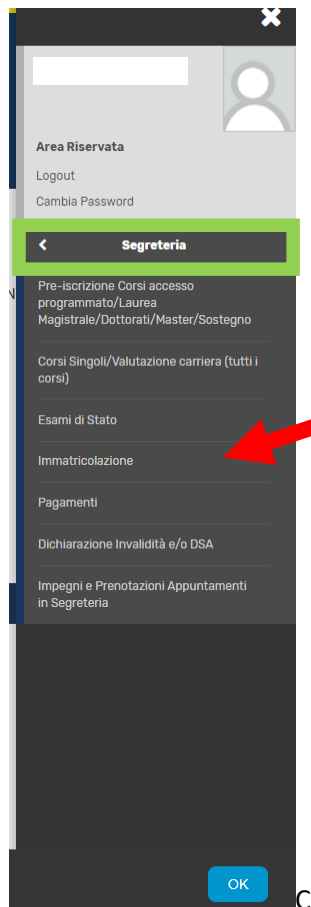 Area Riservata
Logout
Cambia Password
Segreteria
Pre-iscrizione Corsi accesso
programmato/Laurea
Magistrale/Dottorati/Master/Sostegno
Corsi Singoli/Valutazione carriera (tutti i
corsi)
Esami di Stato
Immatricolazione
Pagamenti
Dichiarazione Invalidità e/o DSA
Impegni e Prenotazioni Appuntamenti
in Segreteria
OK